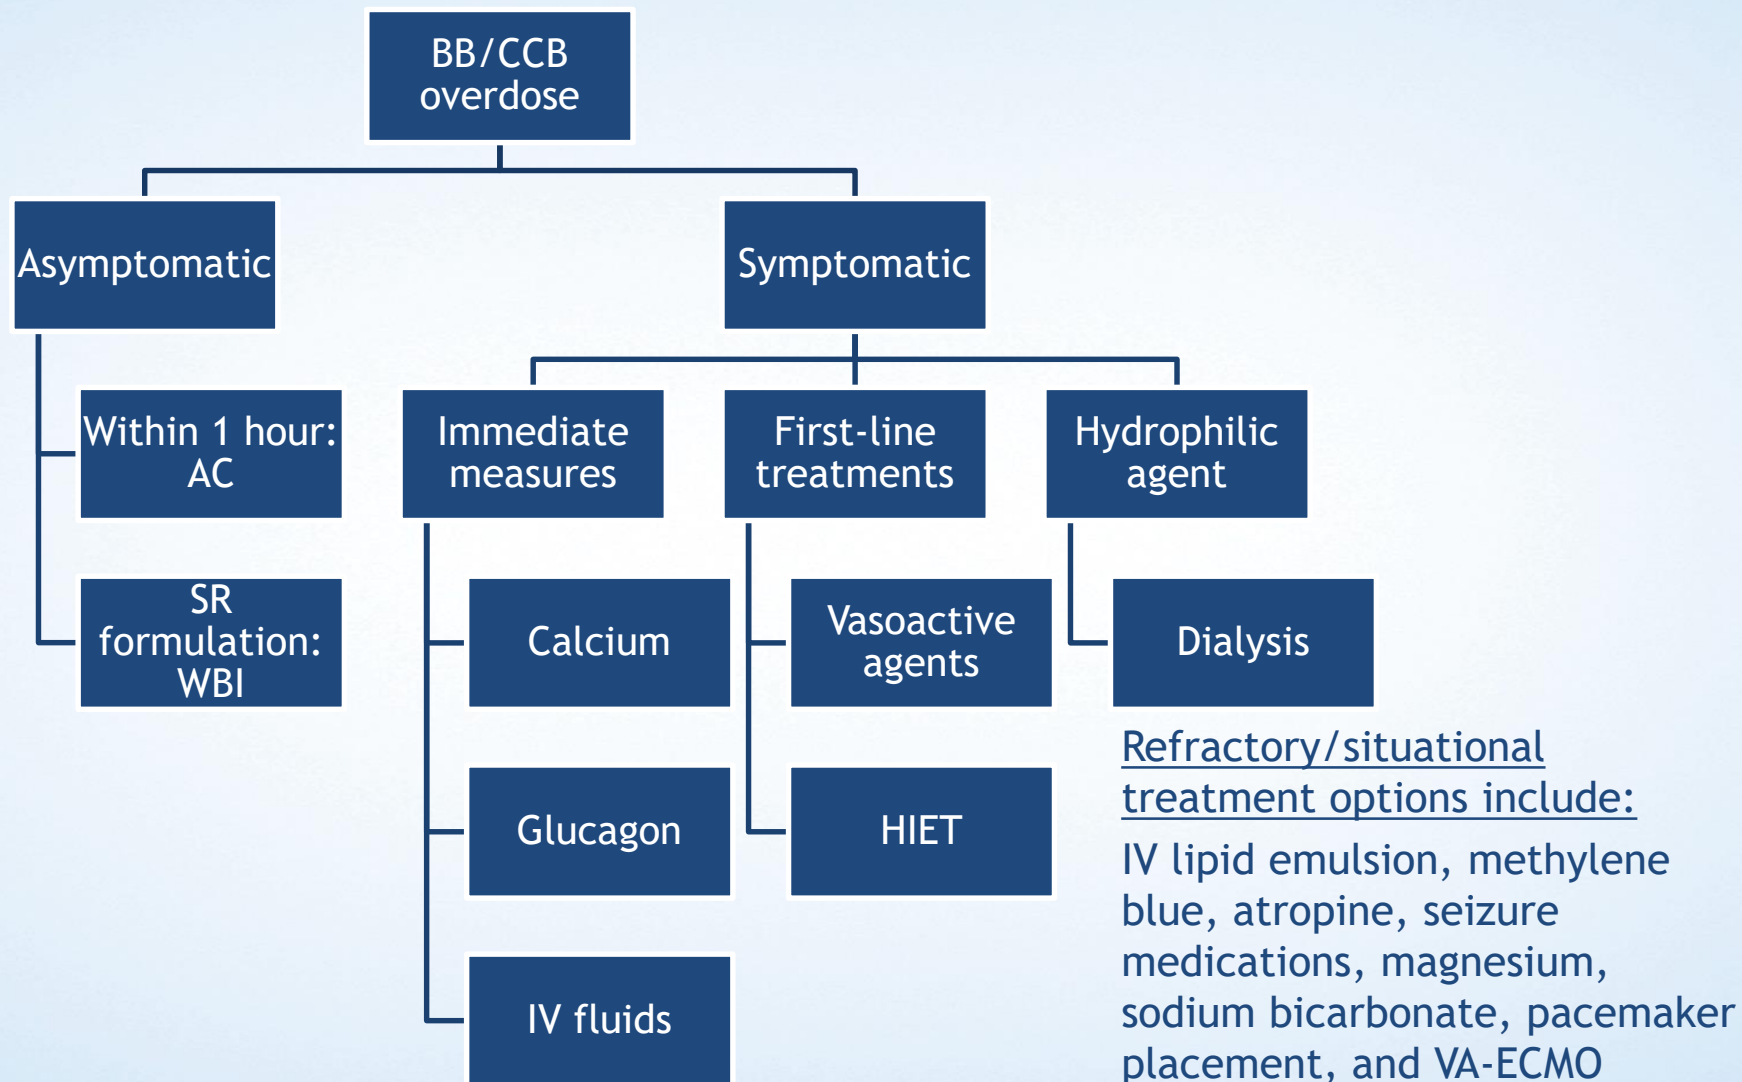 BB/CCB
overdose
Asymptomatic
Symptomatic
Within 1 hour:
AC
Immediate
measures
First-line
treatments
Hydrophilic
agent
SR
formulation:
WBI
Calcium
Vasoactive
agents
Dialysis
Glucagon
HIET
IV fluids
Refractory/situational
treatment options include:
IV lipid emulsion, methylene
blue, atropine, seizure
medications, magnesium,
sodium bicarbonate, pacemaker
placement, and VA-ECMO